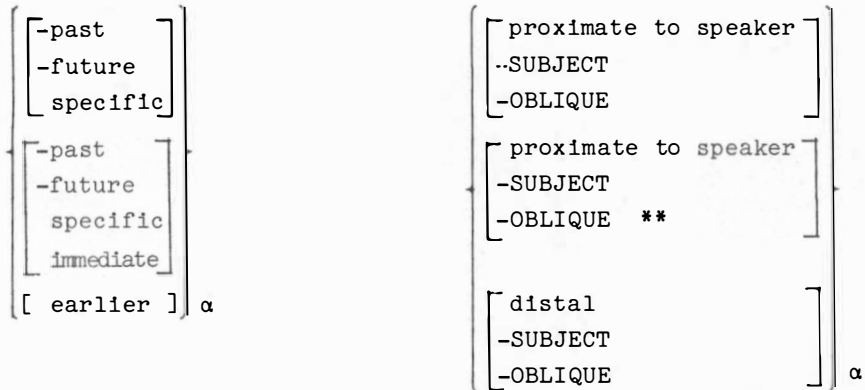 -past
-future
specific
-past
-future
specific
immediate
[ earlier ] α
proximate to speaker
-SUBJECT
-OBLIQUE
proximate to speaker
-SUBJECT
-OBLIQUE **
distal
-SUBJECT
-OBLIQUE α